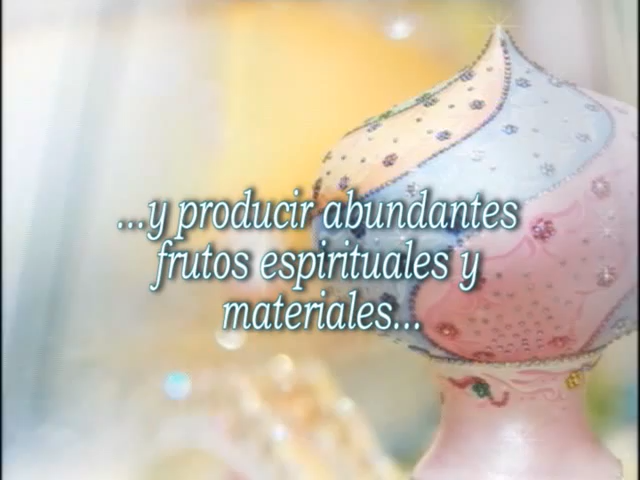 ...y producir abundantes
frutos espirituales y
materiales...